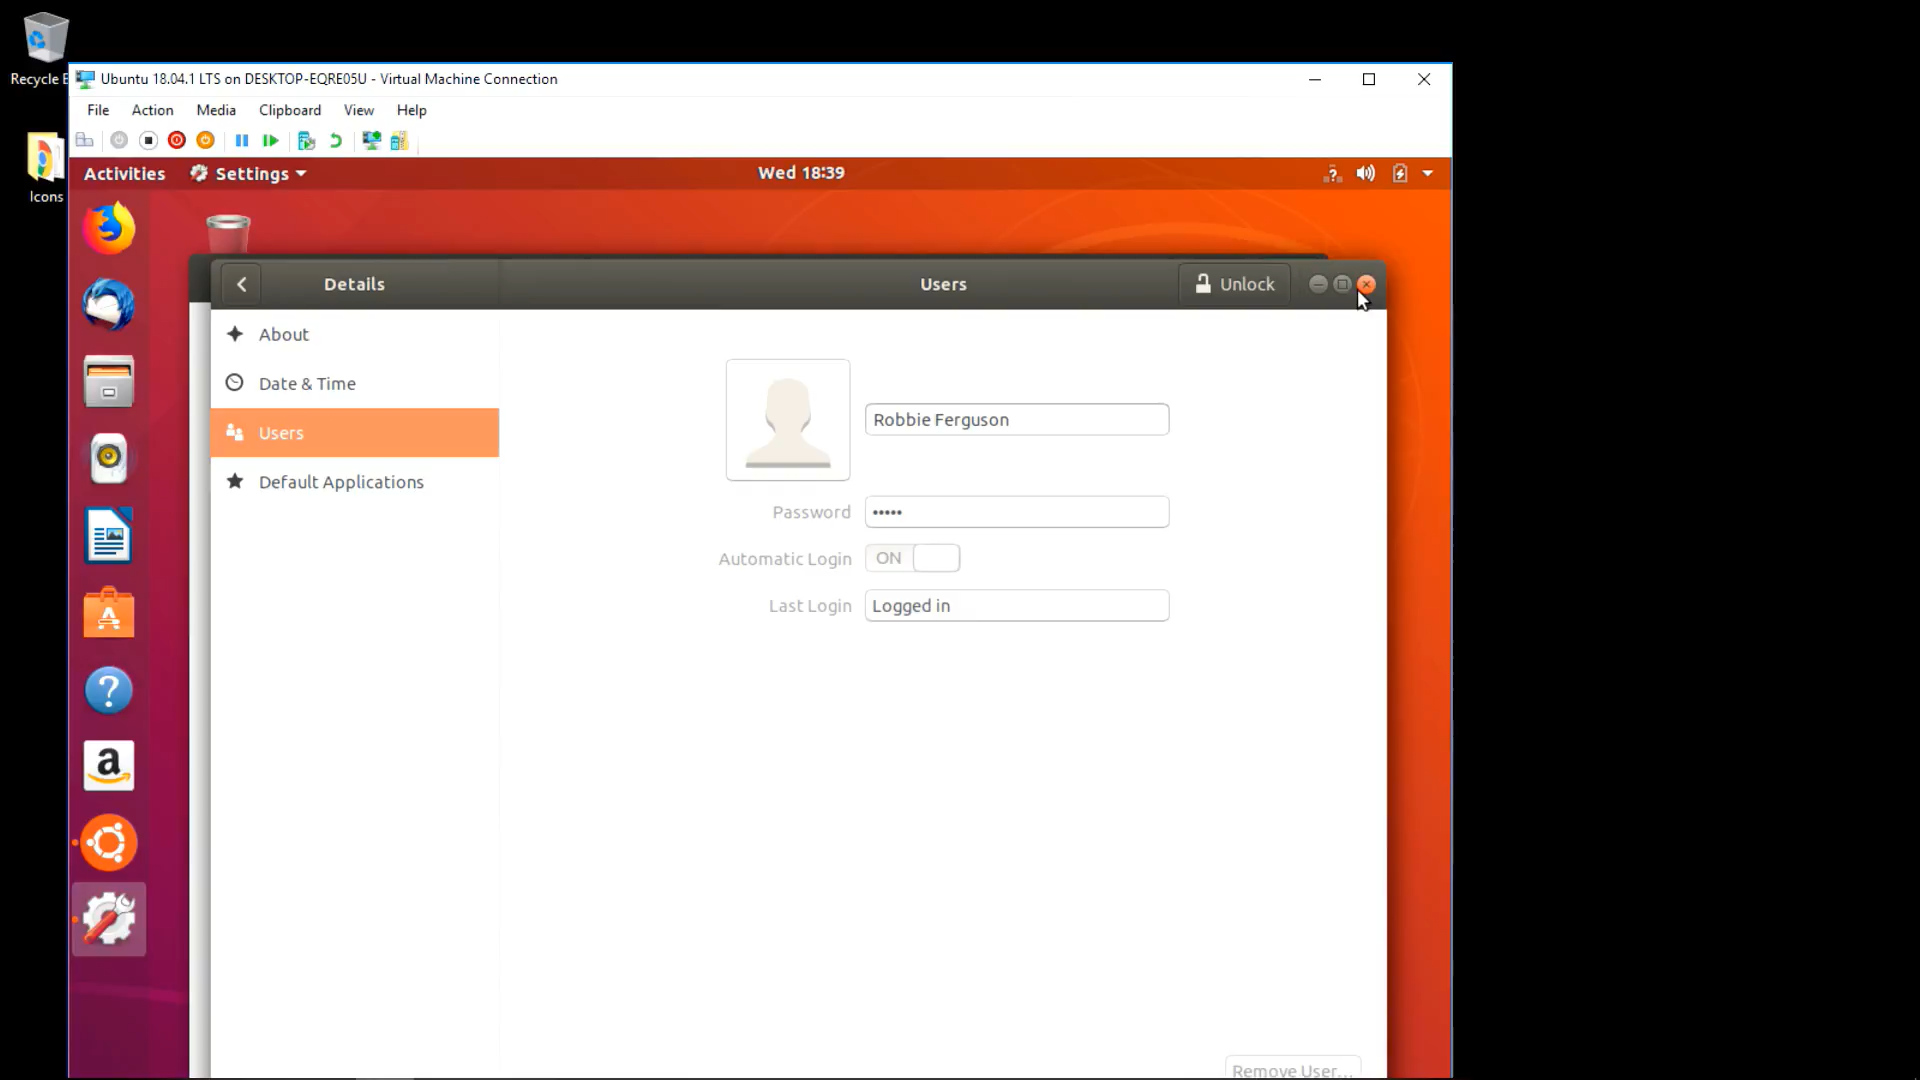 Recycle B
Icons
Ubuntu 18.04.1 LTS on DESKTOP-EQRE05U - Virtual Machine Connection
File Action Media Clipboard View Help
Activities Settings Wed 18:39
Details Users Unlock
About
Date & Time
Users
Default Applications
Robbie Ferguson
Password •••••
Automatic Login ON
Last Login Logged in
Remove User...